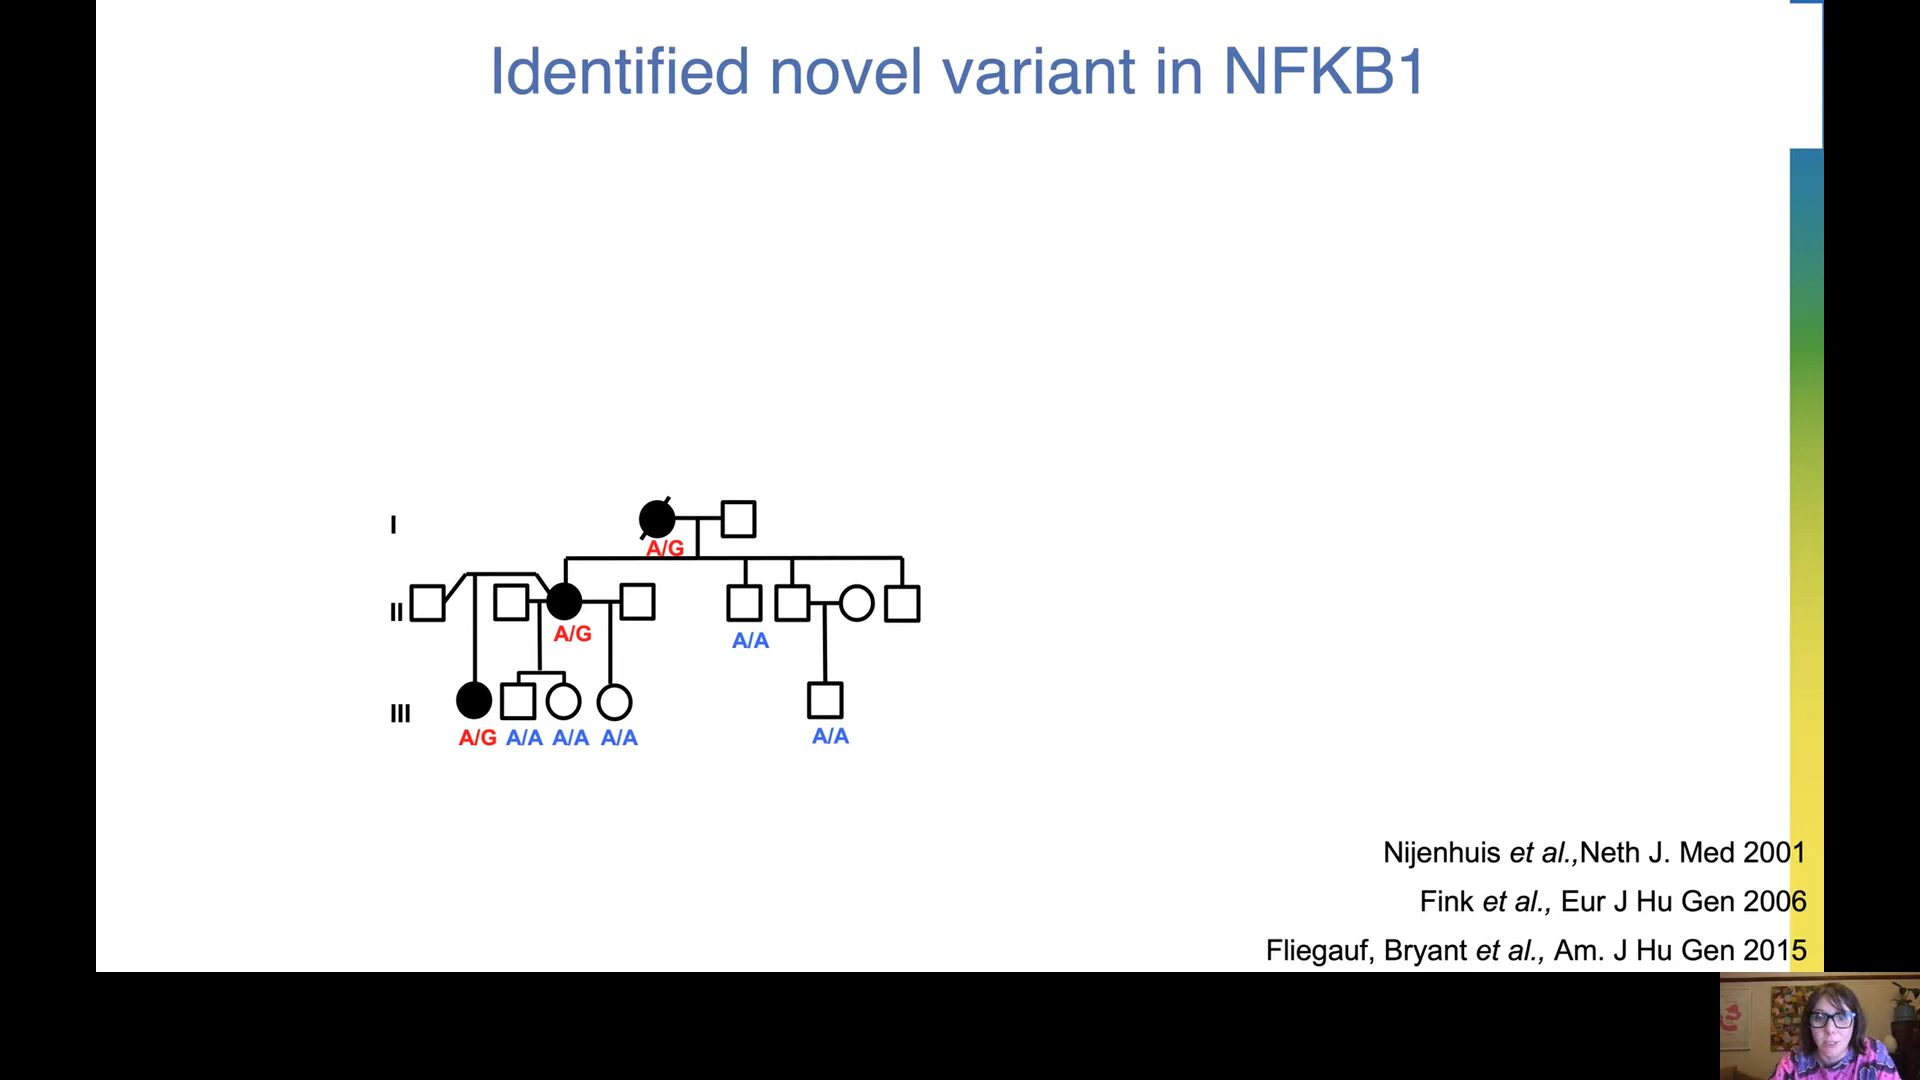 Identified novel variant in NFKB1
I
A/G
II
A/G
A/A
III
A/G A/A A/A A/A
A/A
Nijenhuis et al.,Neth J. Med 2001
Fink et al., Eur J Hu Gen 2006
Fliegauf, Bryant et al., Am. J Hu Gen 2015